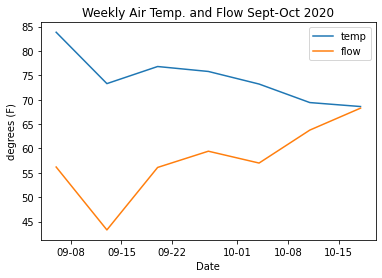 Weekly Air Temp. and Flow Sept-Oct 2020
temp
flow
degrees (F)
85
80
75
70
65
60
55
50
45
09-08 09-15 09-22 10-01 10-08 10-15
Date